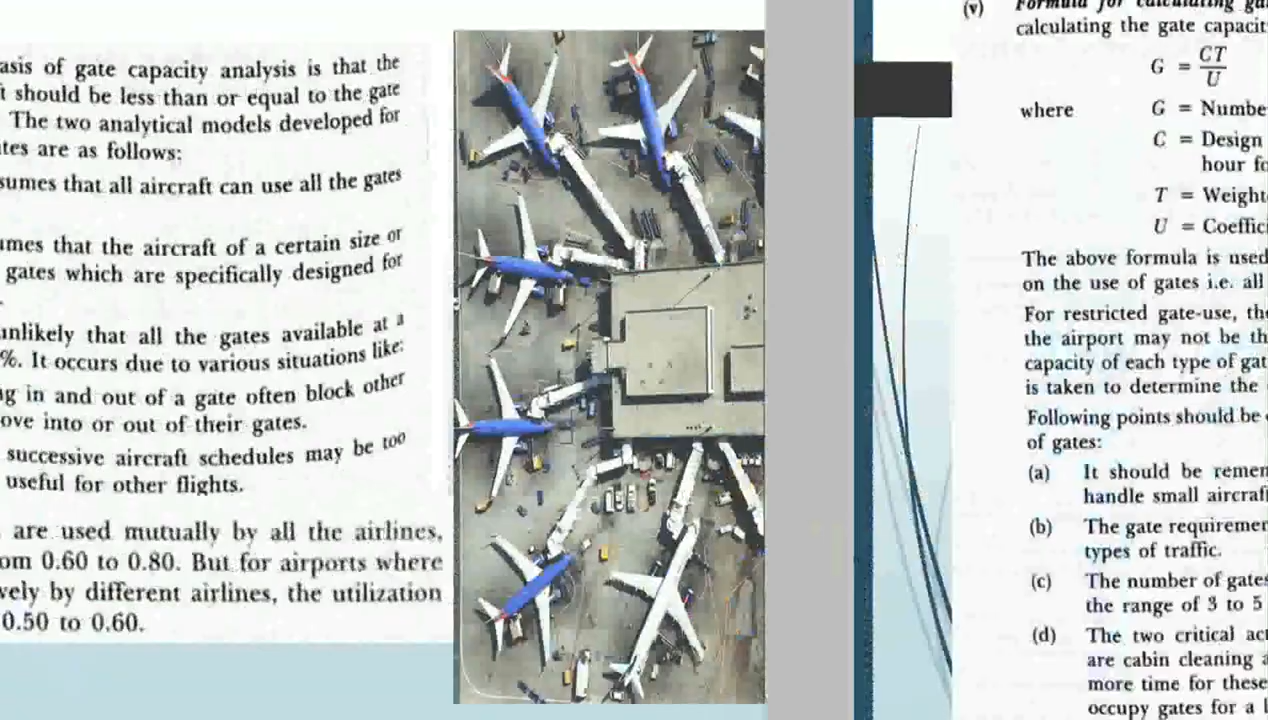 asis of gate capacity analysis is that the
t should be less than or equal to the gate
The two analytical models developed for
tes are as follows:
sumes that all aircraft can use all the gates
umes that the aircraft of a certain size or
gates which are specifically designed for
unlikely that all the gates available at a
%. It occurs due to various situations like:
ng in and out of a gate often block other
ove into or out of their gates.
successive aircraft schedules may be too
useful for other flights.
are used mutually by all the airlines,
om 0.60 to 0.80. But for airports where
vely by different airlines, the utilization
0.50 to 0.60.
(v) Formula for calculating ga
calculating the gate capacit
G = CT
U
where G = Numbe
C = Design
hour fo
T = Weight
U = Coeffici
The above formula is used
on the use of gates i.e. all
For restricted gate-use, the
the airport may not be th
capacity of each type of gat
is taken to determine the
Following points should be
of gates:
(a) It should be remen
handle small aircraf
(b) The gate requiremen
types of traffic.
(c) The number of gates
the range of 3 to 5
(d) The two critical act
are cabin cleaning a
more time for these
occupy gates for a l